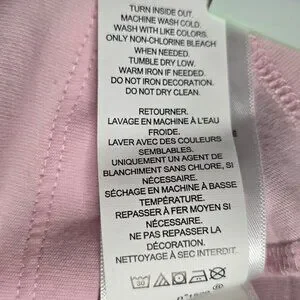 TURN INSIDE OUT.
MACHINE WASH COLD.
WASH WITH LIKE COLORS.
ONLY NON-CHLORINE BLEACH
WHEN NEEDED.
TUMBLE DRY LOW.
WARM IRON IF NEEDED.
DO NOT IRON DECORATION.
DO NOT DRY CLEAN.
RETOURNER.
LAVAGE EN MACHINE À L'EAU
FROIDE.
LAVER AVEC DES COULEURS
SEMBLABLES.
UNIQUEMENT UN AGENT DE
BLANCHIMENT SANS CHLORE, SI
NÉCESSAIRE.
SÉCHAGE EN MACHINE À BASSE
TEMPÉRATURE.
REPASSER À FER MOYEN SI
NÉCESSAIRE.
NE PAS REPASSER LA
DÉCORATION.
NETTOYAGE À SEC INTERDIT.
30